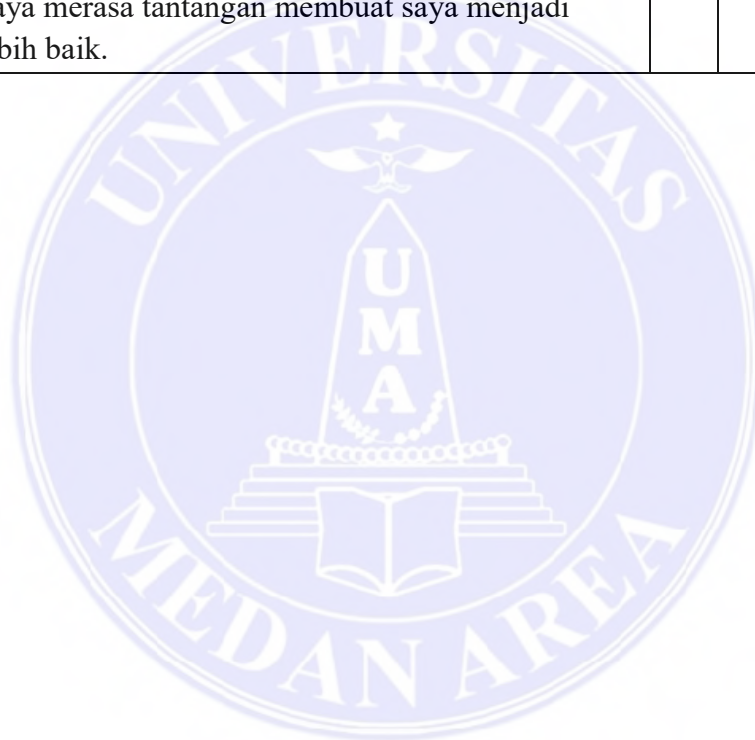 aya merasa tantangan membuat saya menjadi
bih baik.
UNIVERSITAS
U
M
A
MEDAN AREA